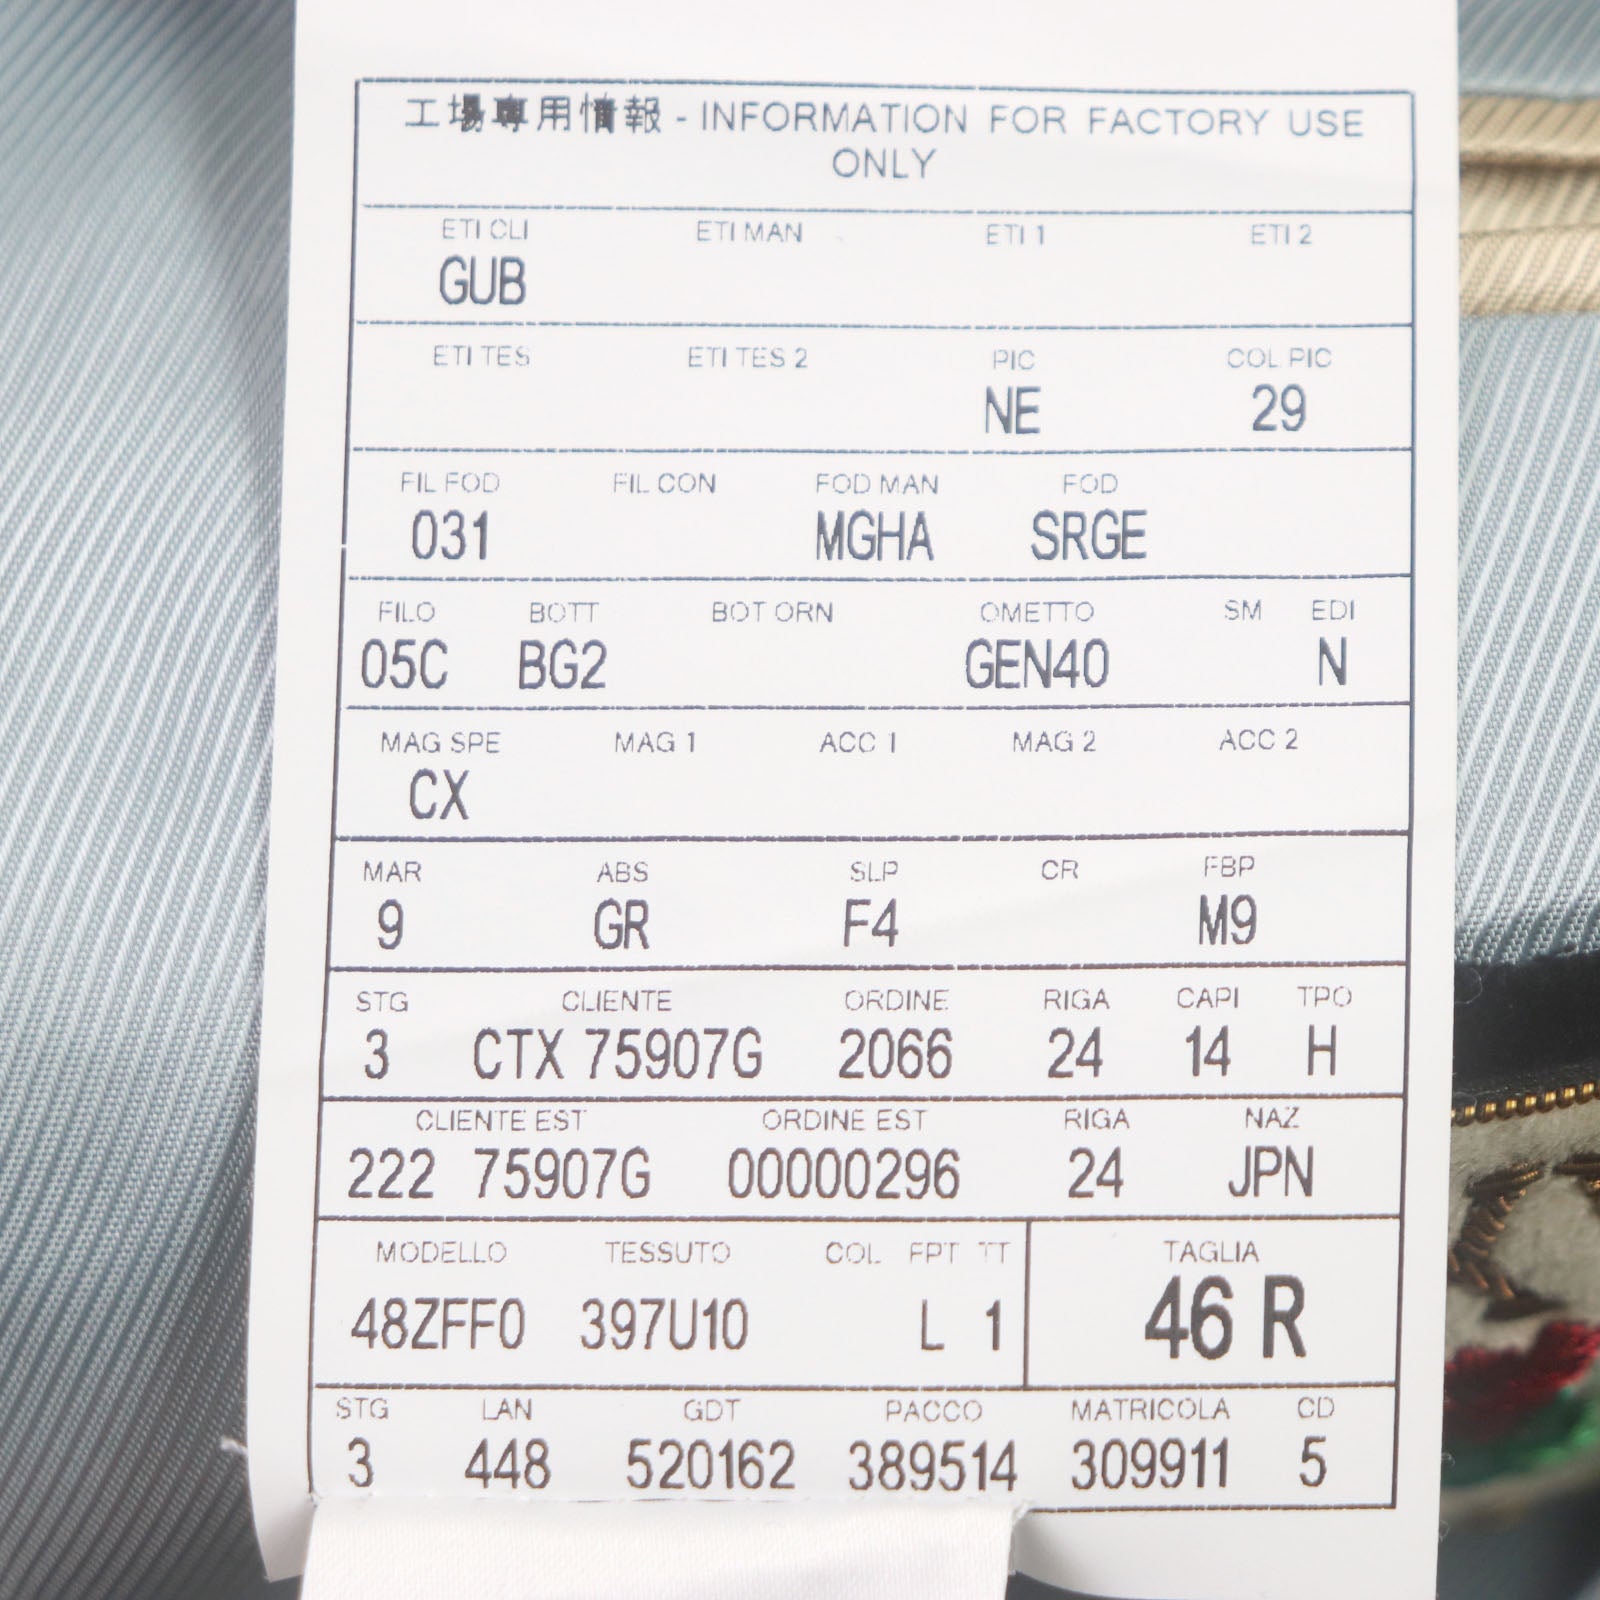 工場專用情報 - INFORMATION FOR FACTORY USE
ONLY
ETI CLI ETI MAN ETI 1 ETI 2
GUB
ETI TES ETI TES 2 PIC COL PIC
NE 29
FIL FOD FIL CON FOD MAN FOD
031 MGHA SRGE
FILO BOTT BOT ORN OMETTO SM EDI
05C BG2 GEN40 N
MAG SPE MAG 1 ACC 1 MAG 2 ACC 2
CX
MAR ABS SLP CR FBP
9 GR F4 M9
STG CLIENTE ORDINE RIGA CAPI TPO
3 CTX 75907G 2066 24 14 H
CLIENTE EST ORDINE EST RIGA NAZ
222 75907G 00000296 24 JPN
MODELLO TESSUTO COL FPT TT TAGLIA
48ZFF0 397U10 L 1 46 R
STG LAN GDT PACCO MATRICOLA CD
3 448 520162 389514 309911 5